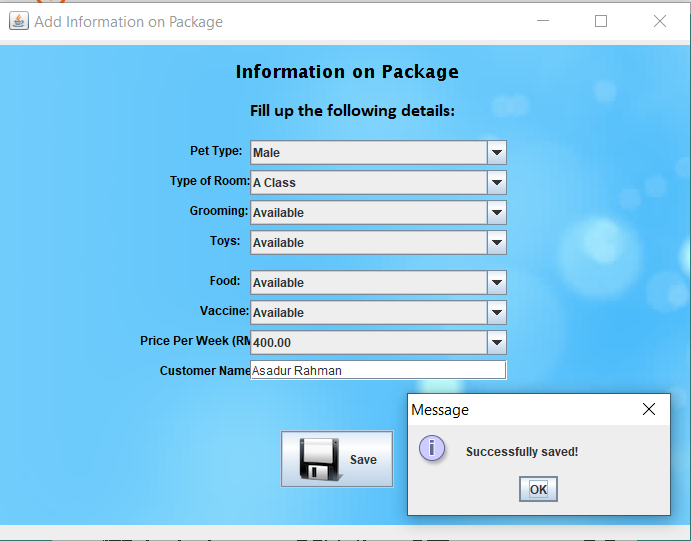 Add Information on Package
Information on Package
Fill up the following details:
Pet Type: Male
Type of Room: A Class
Grooming: Available
Toys: Available
Food: Available
Vaccine: Available
Price Per Week (RM 400.00
Customer Name Asadur Rahman
Save
Message
Successfully saved!
OK